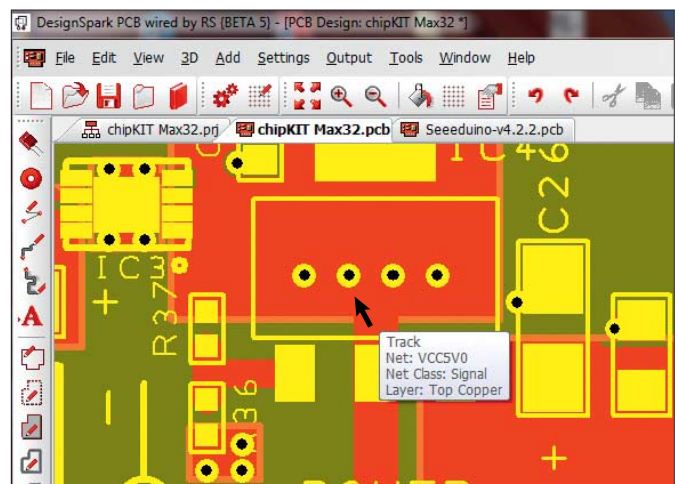 DesignSpark PCB wired by RS (BETA 5) - [PCB Design: chipKIT Max32 *]
File Edit View 3D Add Settings Output Tools Window Help
chipKIT Max32.prj chipKIT Max32.pcb Seeeduino-v4.2.2.pcb
C26
IC3
R37
+
Track
Net: VCC5V0
Net Class: Signal
Layer: Top Copper
+